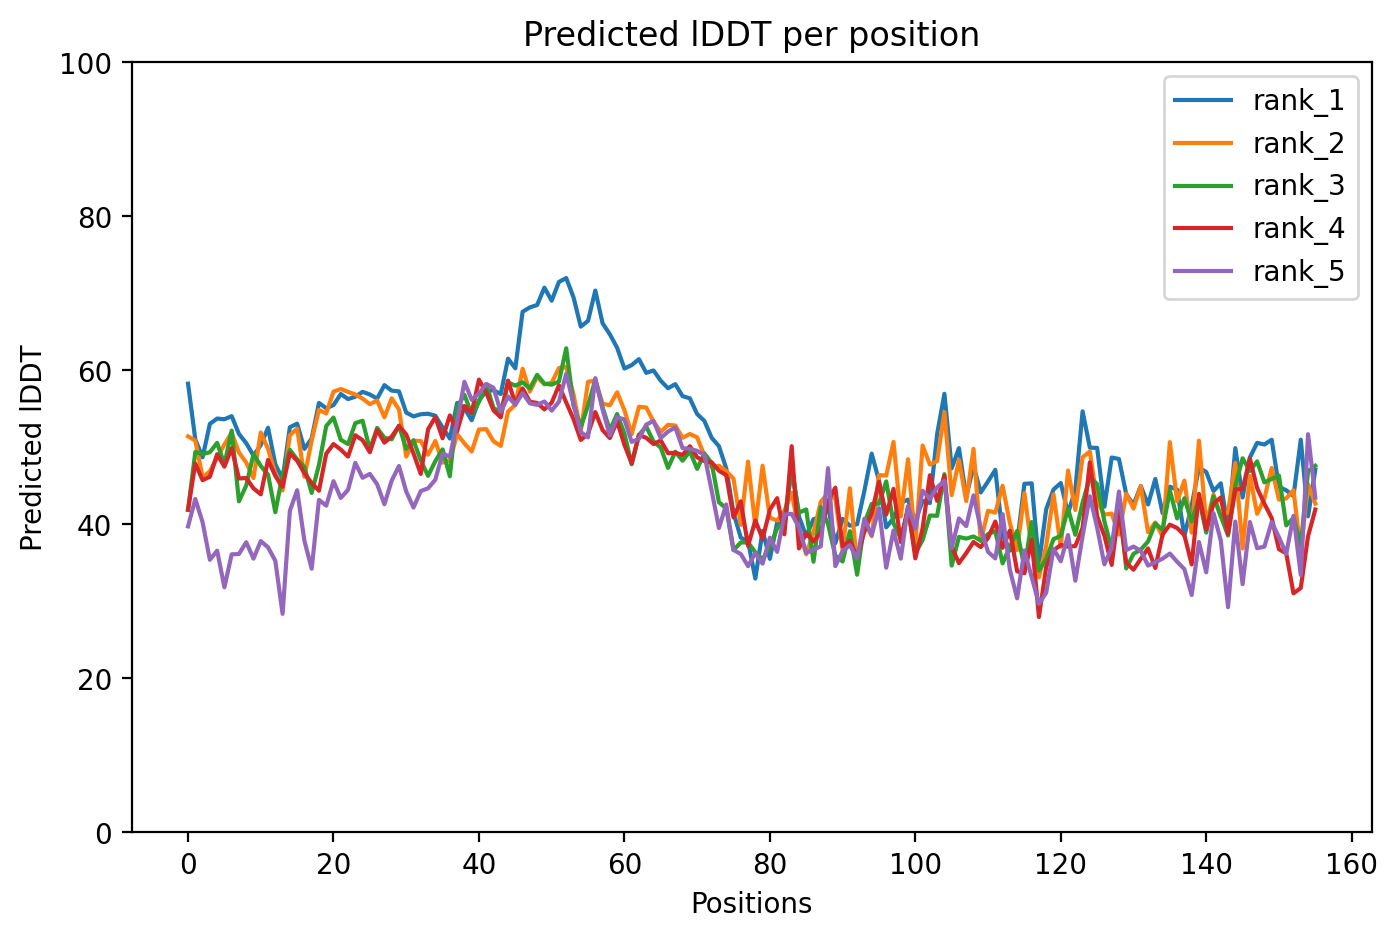 Predicted lDDT per position
100
80
60
40
20
0
Predicted lDDT
0 20 40 60 80 100 120 140 160
Positions
rank_1
rank_2
rank_3
rank_4
rank_5